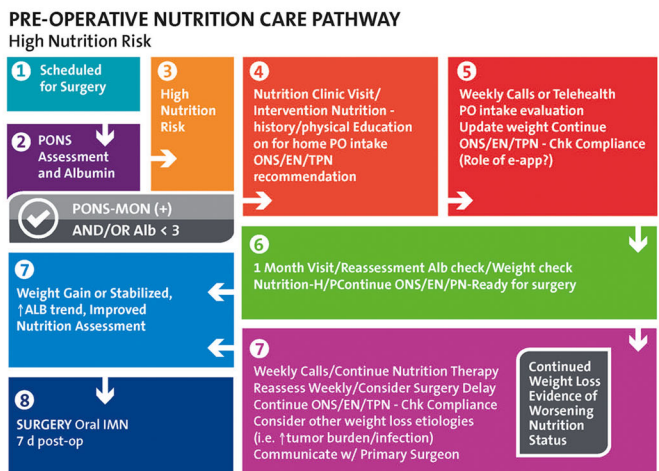 PRE-OPERATIVE NUTRITION CARE PATHWAY
High Nutrition Risk
1 Scheduled
for Surgery
2 PONS
Assessment
and Albumin
3
High
Nutrition
Risk
PONS-MON (+)
AND/OR Alb < 3
4
Nutrition Clinic Visit/
Intervention Nutrition -
history/physical Education
on for home PO intake
ONS/EN/TPN
recommendation
5
Weekly Calls or Telehealth
PO intake evaluation
Update weight Continue
ONS/EN/TPN - Chk Compliance
(Role of e-app?)
6
1 Month Visit/Reassessment Alb check/Weight check
Nutrition-H/PContinue ONS/EN/PN-Ready for surgery
7
Weight Gain or Stabilized,
↑ALB trend, Improved
Nutrition Assessment
7
Weekly Calls/Continue Nutrition Therapy
Reassess Weekly/Consider Surgery Delay
Continue ONS/EN/TPN - Chk Compliance
Consider other weight loss etiologies
(i.e. ↑tumor burden/infection)
Communicate w/ Primary Surgeon
Continued
Weight Loss
Evidence of
Worsening
Nutrition
Status
8
SURGERY Oral IMN
7 d post-op